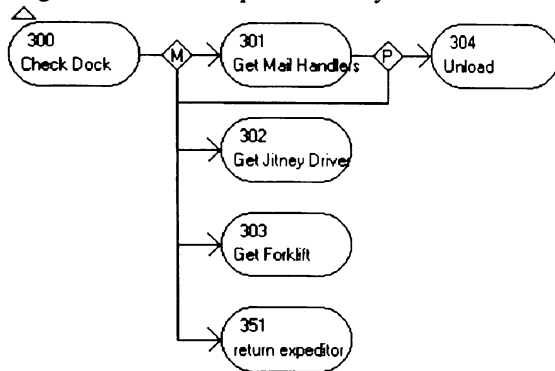 300
Check Dock
M
301
Get Mail Handlers
P
304
Unload
302
Get Jitney Driver
303
Get Forklift
351
return expeditor